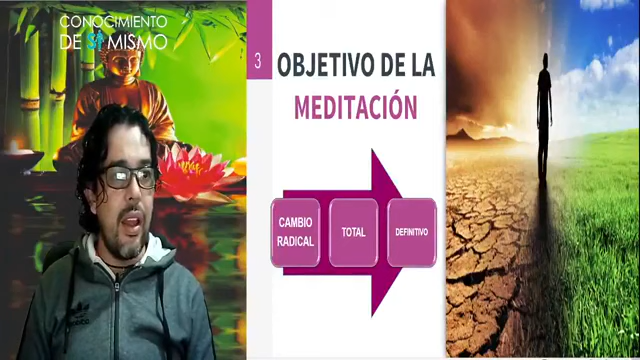 CONOCIMIENTO
DE SÍ MISMO
3
OBJETIVO DE LA
MEDITACIÓN
CAMBIO
RADICAL
TOTAL
DEFINITIVO